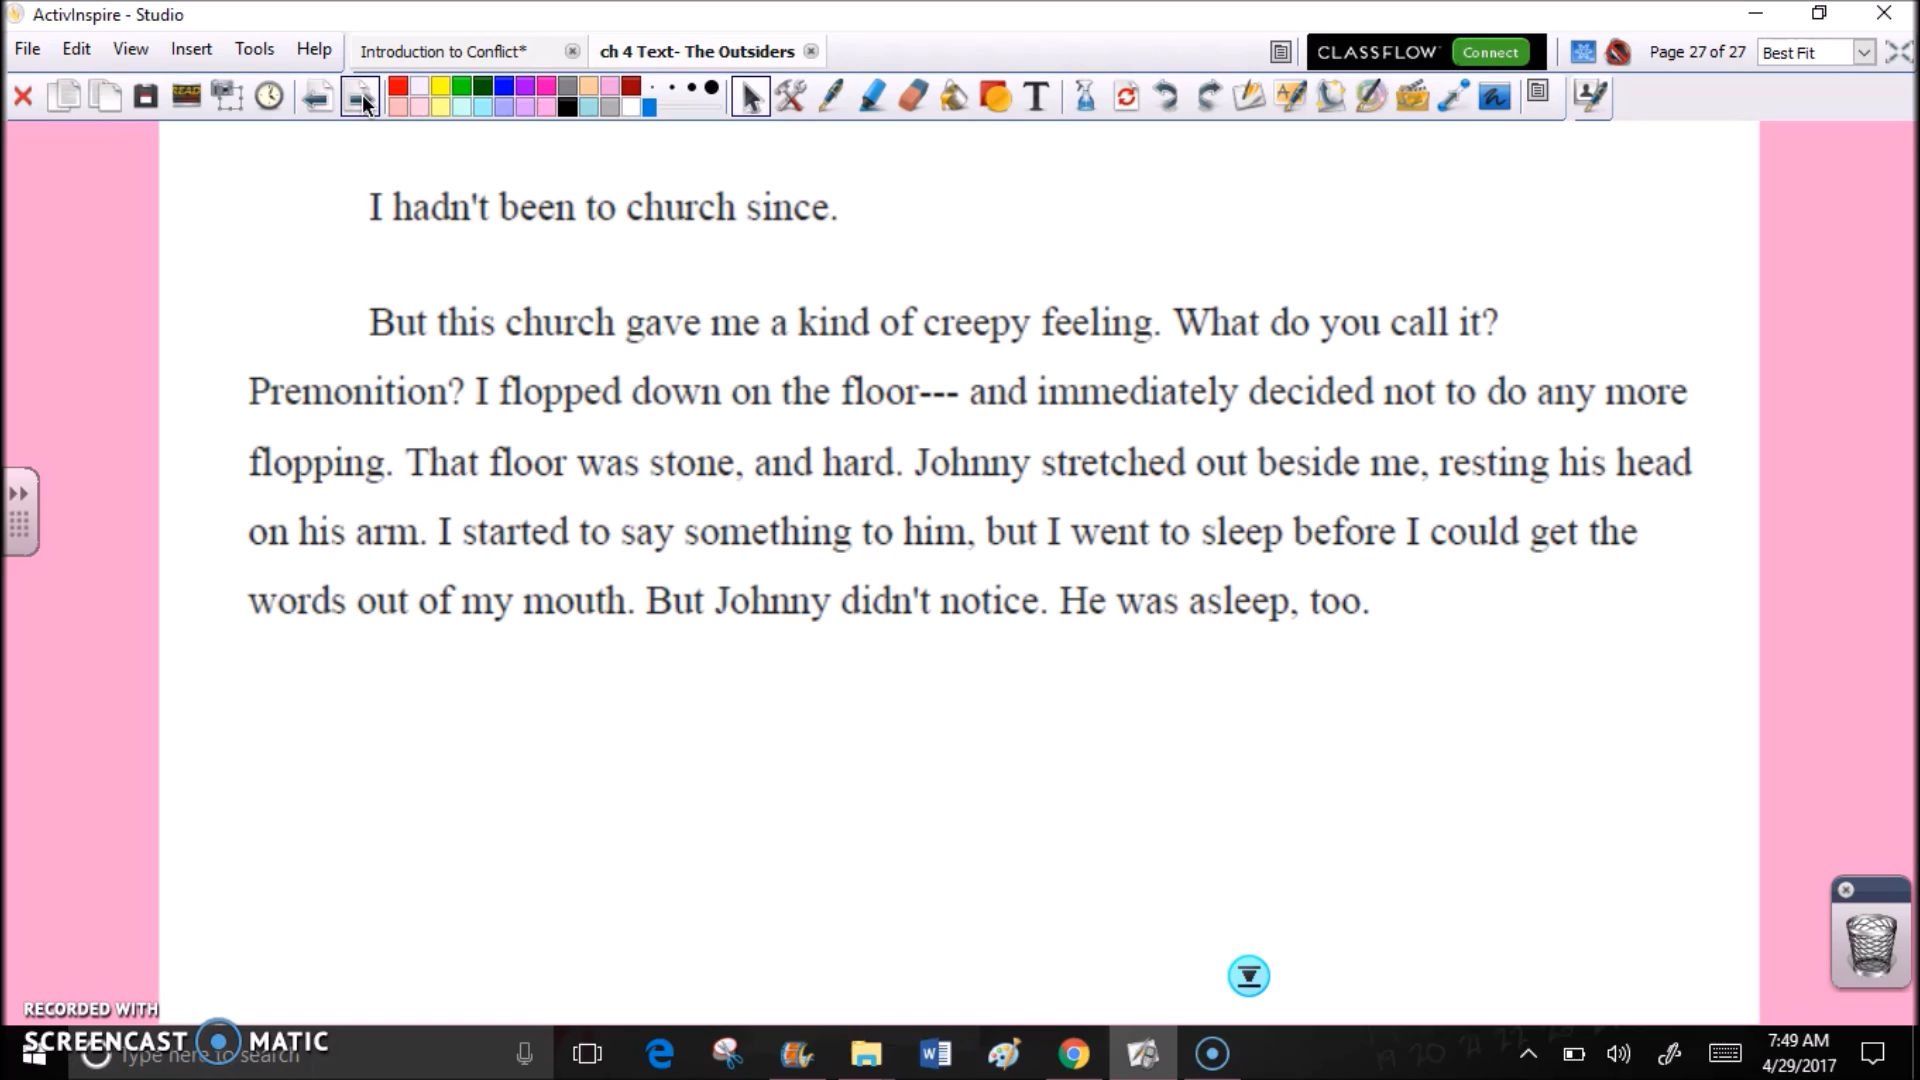 ActivInspire - Studio
File Edit View Insert Tools Help
Introduction to Conflict*
ch 4 Text- The Outsiders
CLASSFLOW Connect
Page 27 of 27
Best Fit
I hadn't been to church since.
But this church gave me a kind of creepy feeling. What do you call it?
Premonition? I flopped down on the floor--- and immediately decided not to do any more
flopping. That floor was stone, and hard. Johnny stretched out beside me, resting his head
on his arm. I started to say something to him, but I went to sleep before I could get the
words out of my mouth. But Johnny didn't notice. He was asleep, too.
RECORDED WITH
SCREENCAST MATIC
Type here to search
7:49 AM
4/29/2017